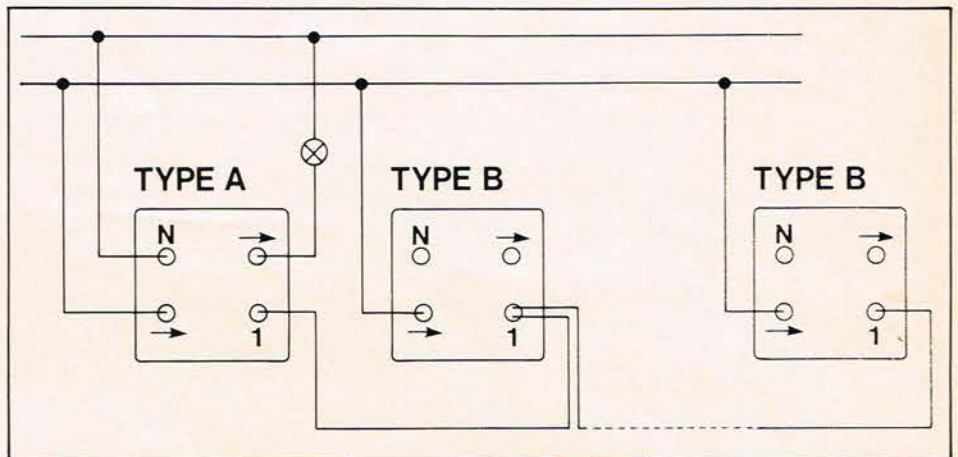 TYPE A TYPE B TYPE B
N → N → N →
→ 1 → 1 → 1